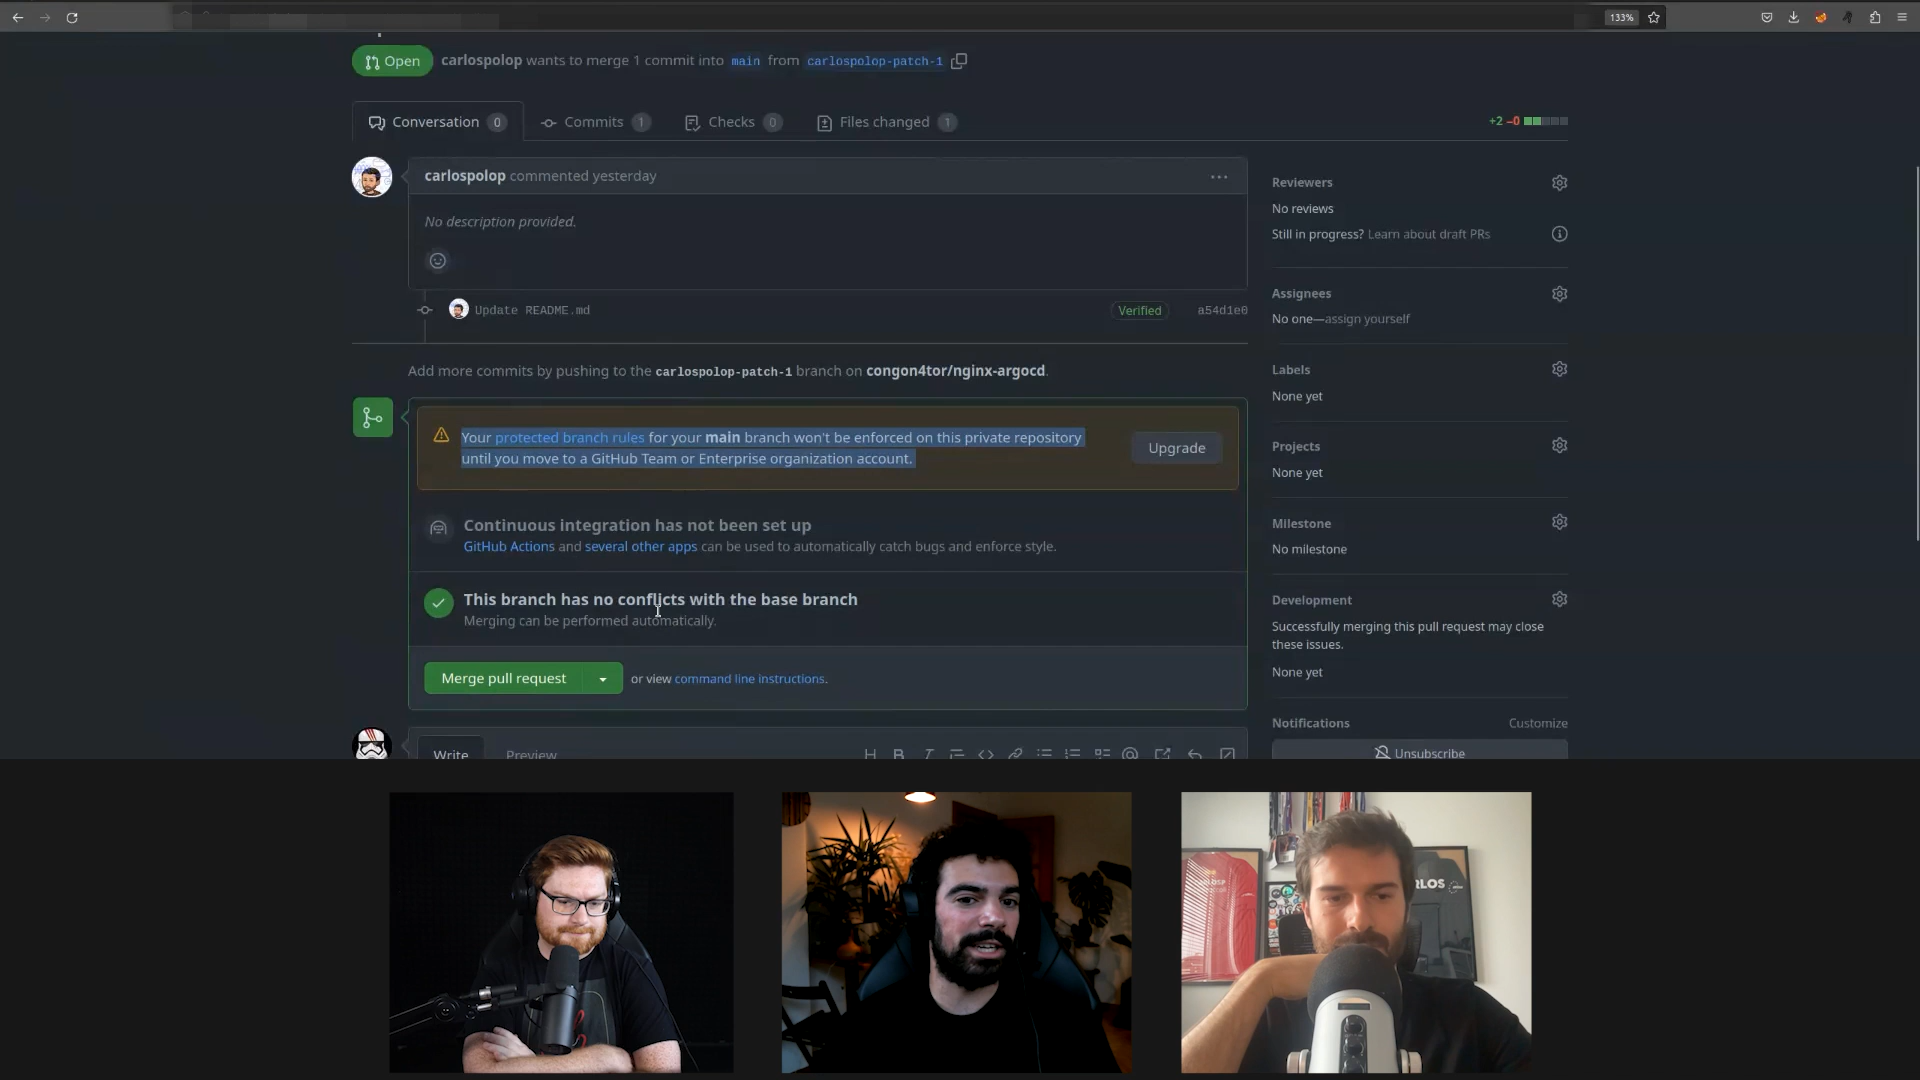 133%
Open
carlospolop wants to merge 1 commit into main from carlospolop-patch-1
Conversation 0
Commits 1
Checks 0
Files changed 1
+2 −0
carlospolop commented yesterday
No description provided.
Update README.md
Verified
a54d1e0
Add more commits by pushing to the carlospolop-patch-1 branch on congon4tor/nginx-argocd.
Your protected branch rules for your main branch won't be enforced on this private repository
until you move to a GitHub Team or Enterprise organization account.
Upgrade
Continuous integration has not been set up
GitHub Actions and several other apps can be used to automatically catch bugs and enforce style.
This branch has no conflicts with the base branch
Merging can be performed automatically.
Merge pull request
or view command line instructions.
Write
Preview
Reviewers
No reviews
Still in progress? Learn about draft PRs
Assignees
No one—assign yourself
Labels
None yet
Projects
None yet
Milestone
No milestone
Development
Successfully merging this pull request may close
these issues.
None yet
Notifications
Customize
Unsubscribe